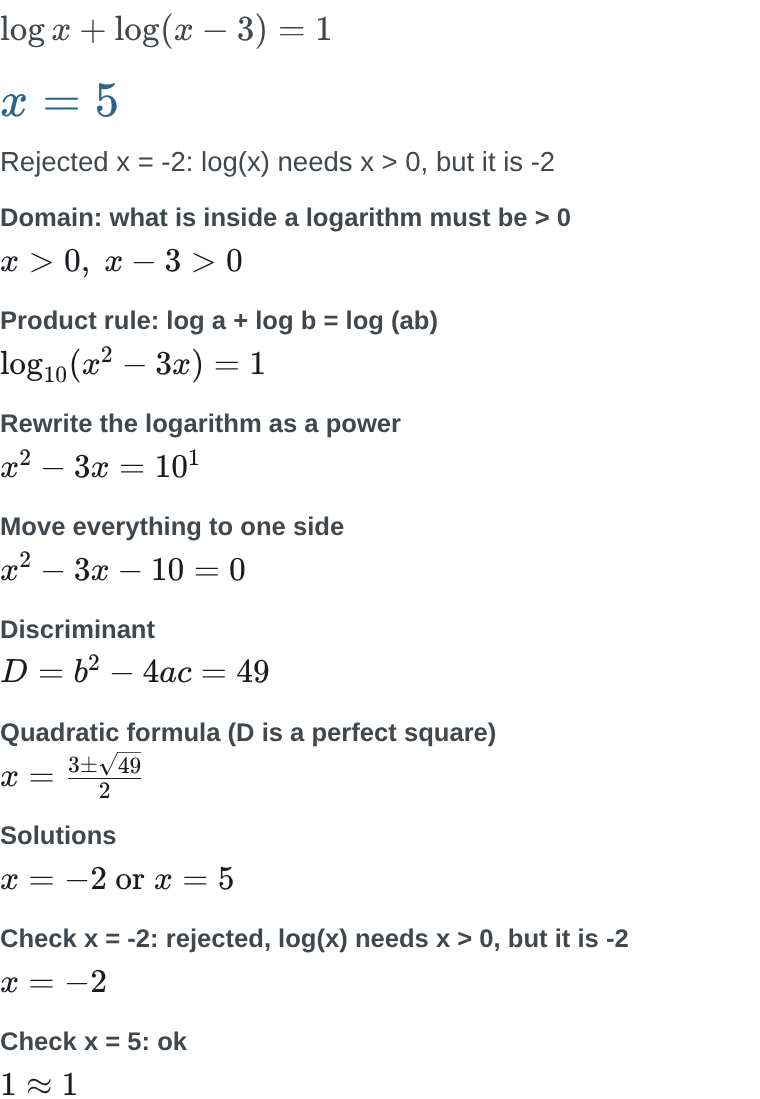 log x + log(x − 3) = 1
x = 5
Rejected x = -2: log(x) needs x > 0, but it is -2
Domain: what is inside a logarithm must be > 0
x > 0, x − 3 > 0
Product rule: log a + log b = log (ab)
log₁₀(x² − 3x) = 1
Rewrite the logarithm as a power
x² − 3x = 10¹
Move everything to one side
x² − 3x − 10 = 0
Discriminant
D = b² − 4ac = 49
Quadratic formula (D is a perfect square)
x = (3±√49)/2
Solutions
x = −2 or x = 5
Check x = -2: rejected, log(x) needs x > 0, but it is -2
x = −2
Check x = 5: ok
1 ≈ 1